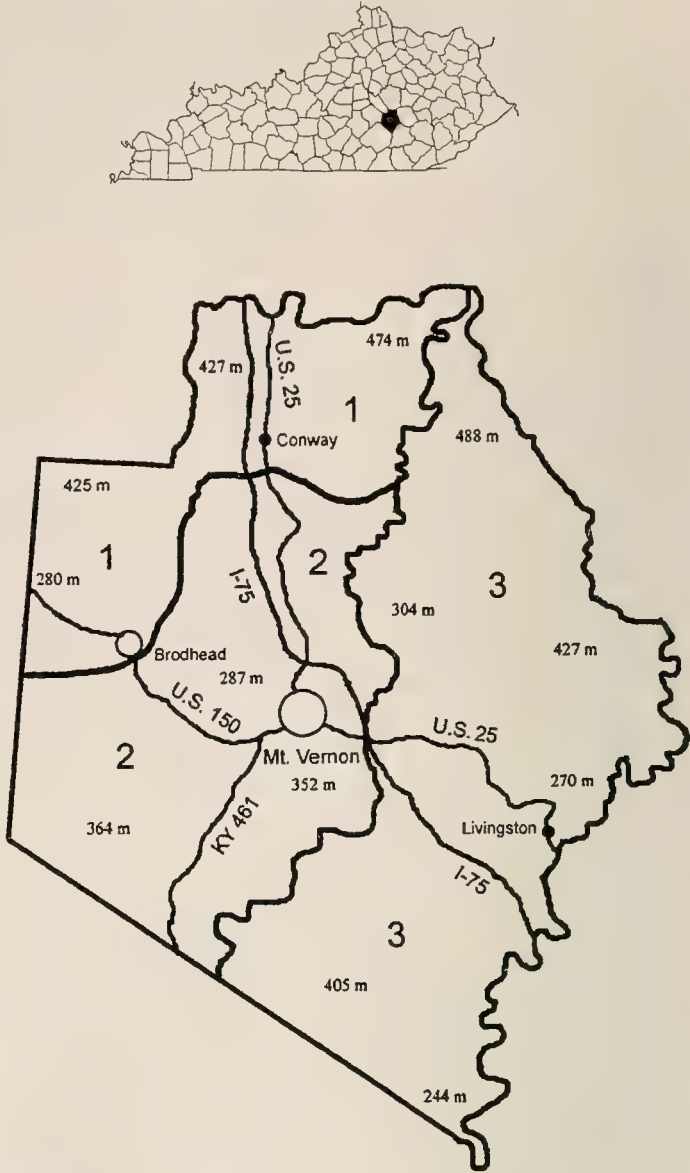 474 m
427 m
U.S. 25
1
Conway
488 m
425 m
1
2
280 m
I-75
3
304 m
427 m
Brodhead
287 m
U.S. 150
U.S. 25
2
Mt. Vernon
352 m
270 m
364 m
KY 461
Livingston
I-75
3
405 m
244 m